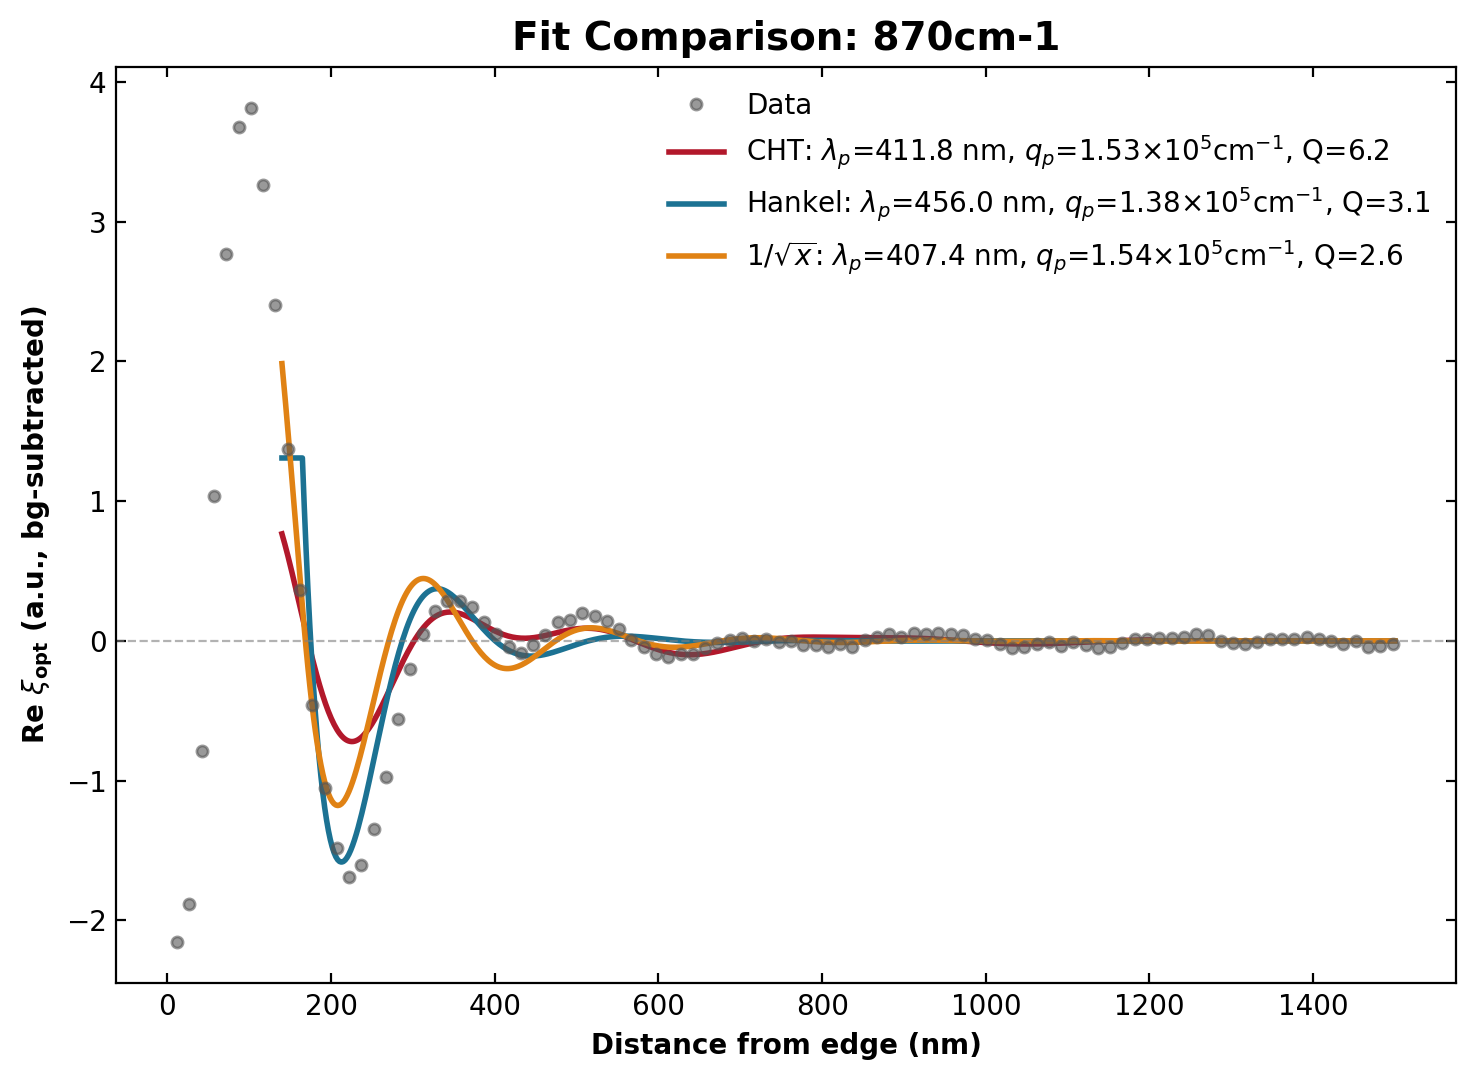 Fit Comparison: 870cm-1
Data
CHT: λₚ=411.8 nm, qₚ=1.53×10⁵cm⁻¹, Q=6.2
Hankel: λₚ=456.0 nm, qₚ=1.38×10⁵cm⁻¹, Q=3.1
1/√x: λₚ=407.4 nm, qₚ=1.54×10⁵cm⁻¹, Q=2.6
Re ξopt (a.u., bg-subtracted)
4
3
2
1
0
−1
−2
0 200 400 600 800 1000 1200 1400
Distance from edge (nm)